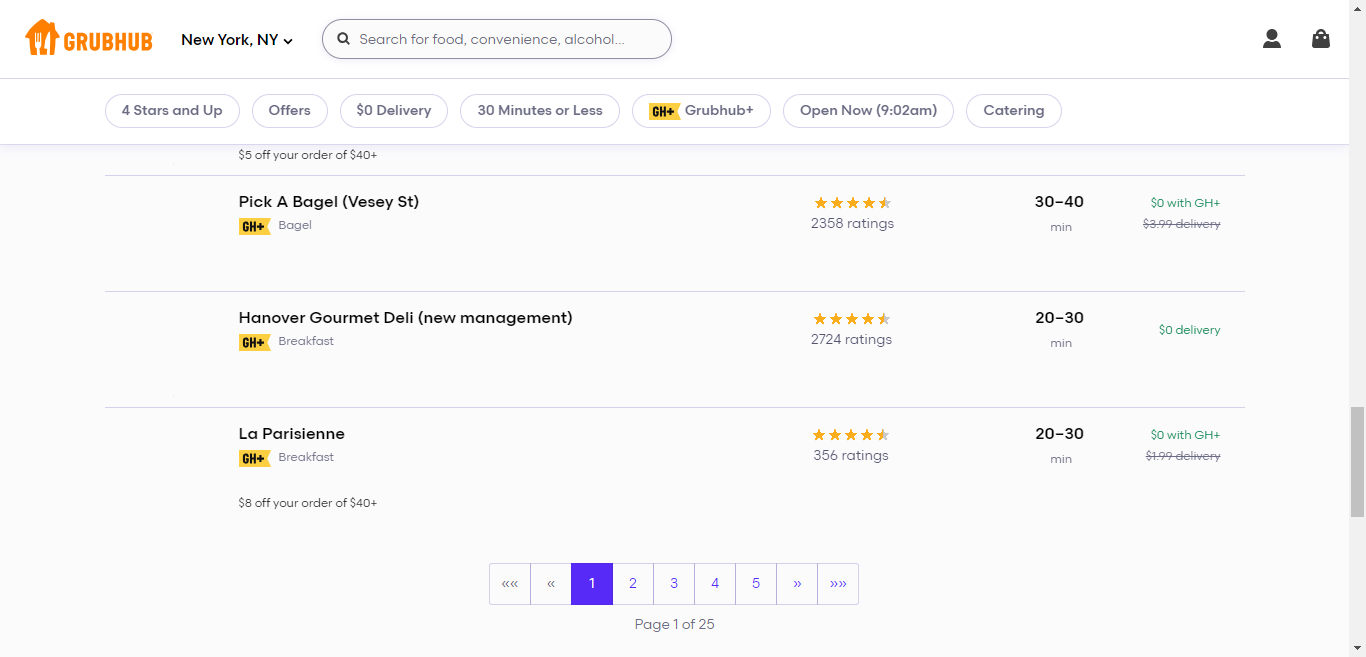 GRUBHUB
New York, NY
Search for food, convenience, alcohol...
4 Stars and Up
Offers
$0 Delivery
30 Minutes or Less
GH+ Grubhub+
Open Now (9:02am)
Catering
$5 off your order of $40+
Pick A Bagel (Vesey St)
30–40
$0 with GH+
GH+ Bagel
2358 ratings
min
$3.99 delivery
Hanover Gourmet Deli (new management)
20–30
$0 delivery
GH+ Breakfast
2724 ratings
min
La Parisienne
20–30
$0 with GH+
GH+ Breakfast
356 ratings
min
$1.99 delivery
$8 off your order of $40+
«« « 1 2 3 4 5 » »»
Page 1 of 25